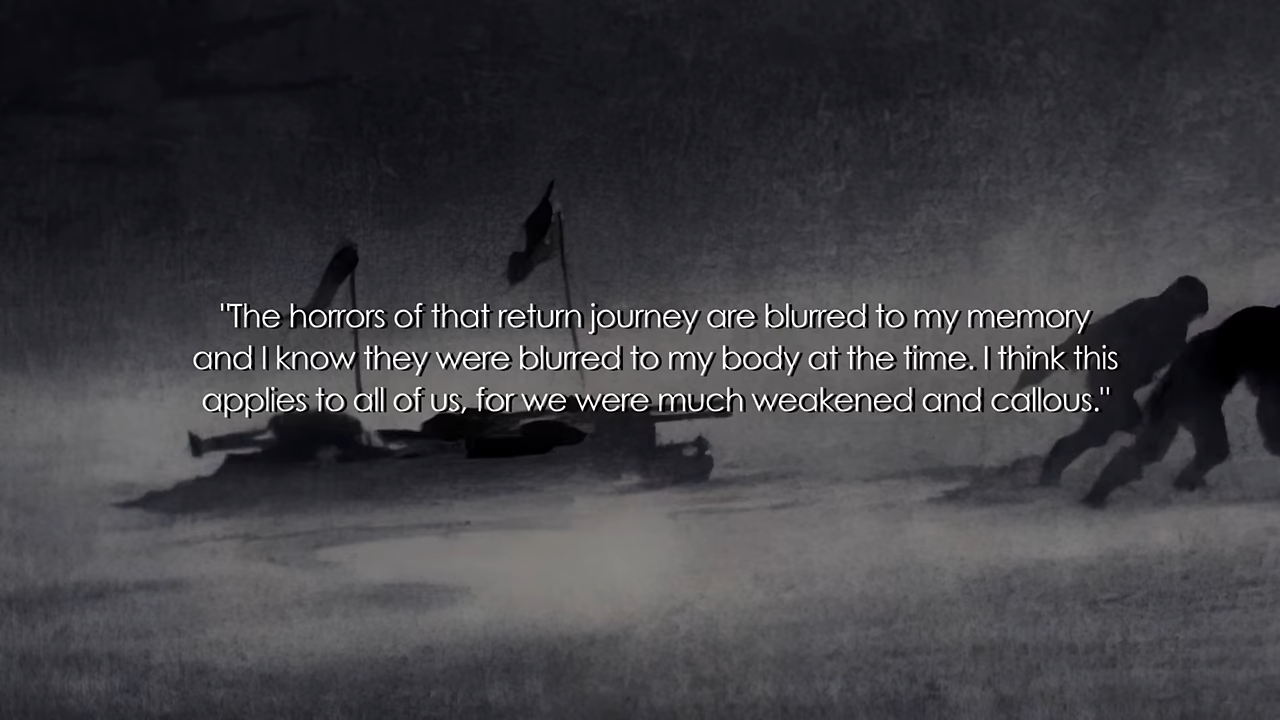 "The horrors of that return journey are blurred to my memory
and I know they were blurred to my body at the time. I think this
applies to all of us, for we were much weakened and callous."